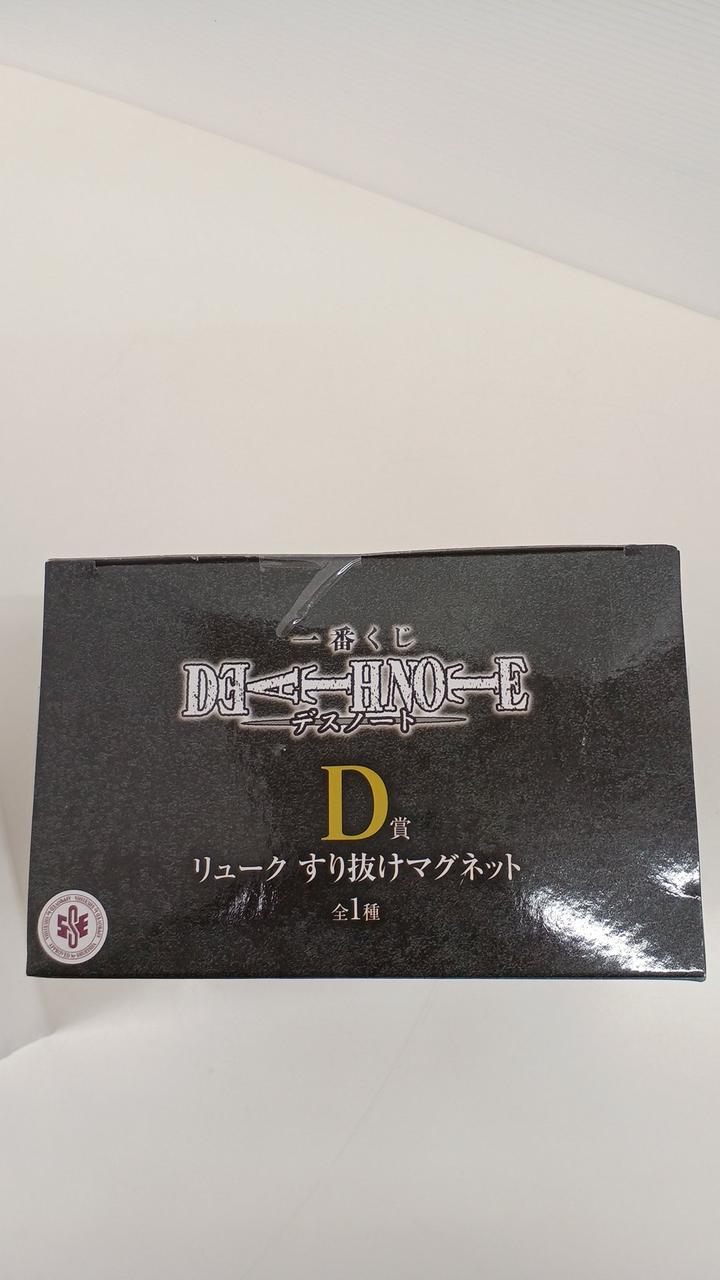 一番くじ
DEATH NOTE
デスノート
D賞
リューク すり抜けマグネット
全1種